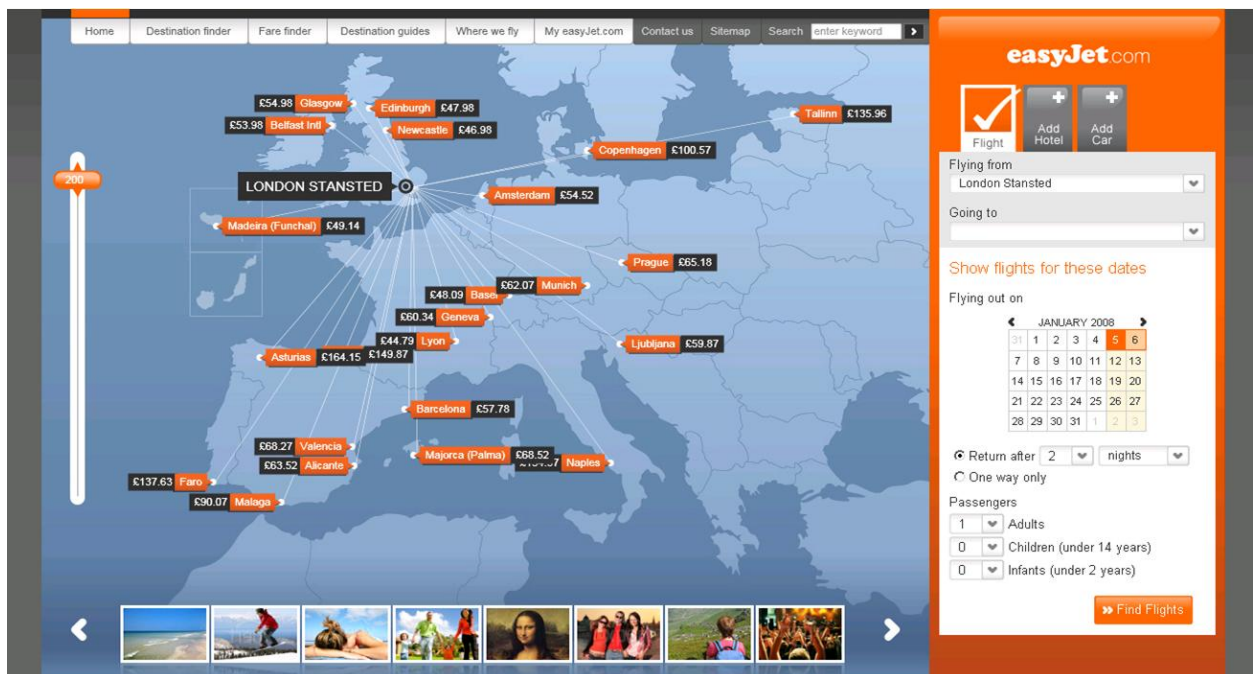 Home Destination finder Fare finder Destination guides Where we fly My easyJet.com Contact us Sitemap Search enter keyword
£54.98 Glasgow
Edinburgh £47.98
£53.98 Belfast Intl
Newcastle £46.98
Tallinn £135.96
Copenhagen £100.57
200
LONDON STANSTED
Amsterdam £54.52
Madeira (Funchal) £49.14
Prague £65.18
£62.07 Munich
£48.09 Basel
£60.34 Geneva
£44.79 Lyon
Ljubljana £59.87
Asturias £164.15 £149.87
Barcelona £57.78
£68.27 Valencia
Majorca (Palma) £68.52
Naples
£63.52 Alicante
£137.63 Faro
£90.07 Malaga
easyJet.com
Flight
Add Hotel
Add Car
Flying from
London Stansted
Going to
Show flights for these dates
Flying out on
JANUARY 2008
31 1 2 3 4 5 6
7 8 9 10 11 12 13
14 15 16 17 18 19 20
21 22 23 24 25 26 27
28 29 30 31 1 2 3
Return after 2 nights
One way only
Passengers
1 Adults
0 Children (under 14 years)
0 Infants (under 2 years)
Find Flights